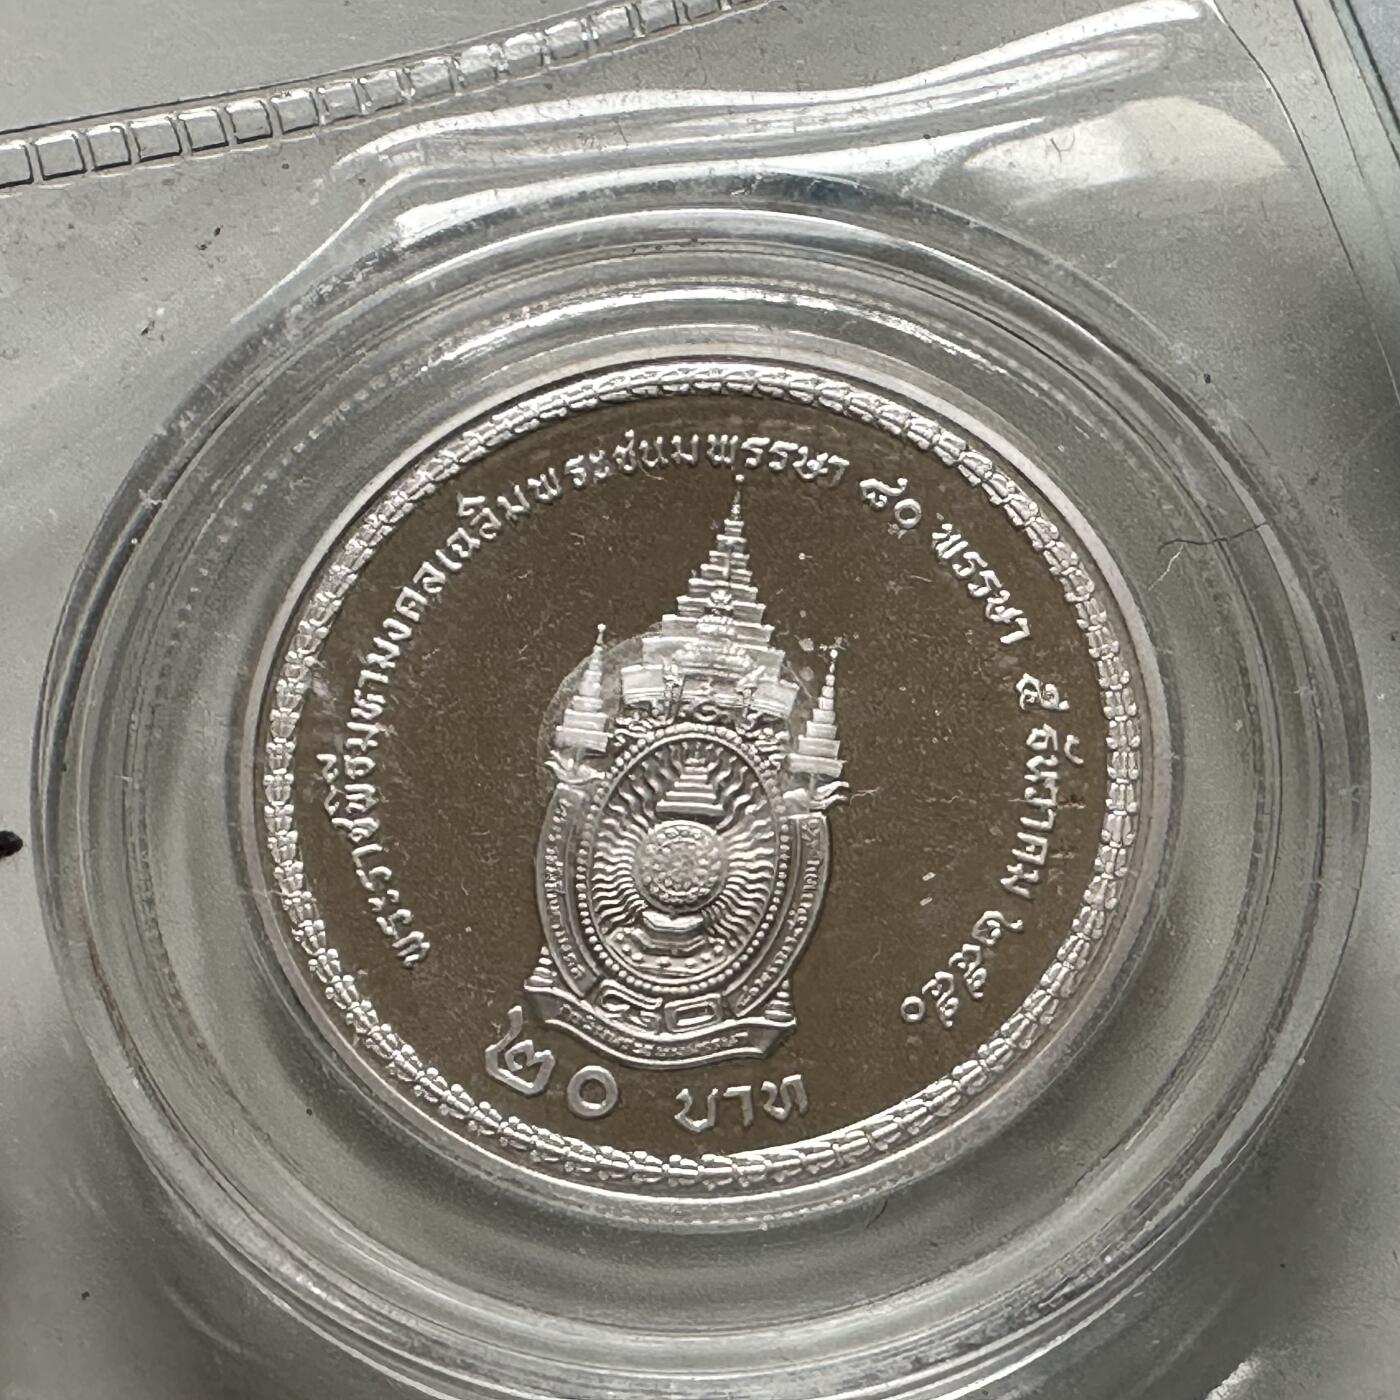 พระราชพิธีมหามงคลเฉลิมพระชนมพรรษา ๘๐ พรรษา ๕ ธันวาคม ๒๕๕๐
๘๐
๒๐ บาท